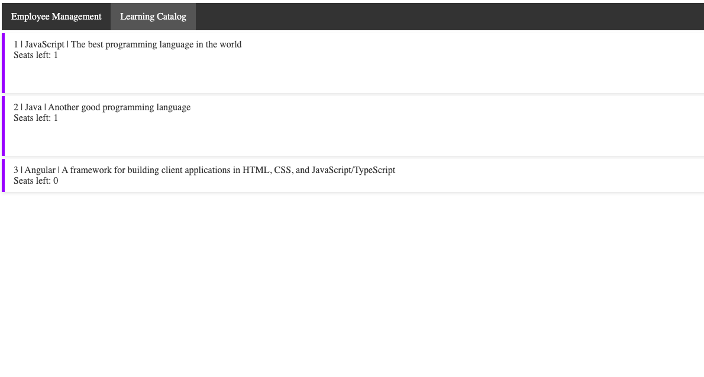 Employee Management Learning Catalog
1 | JavaScript | The best programming language in the world
Seats left: 1
2 | Java | Another good programming language
Seats left: 1
3 | Angular | A framework for building client applications in HTML, CSS, and JavaScript/TypeScript
Seats left: 0